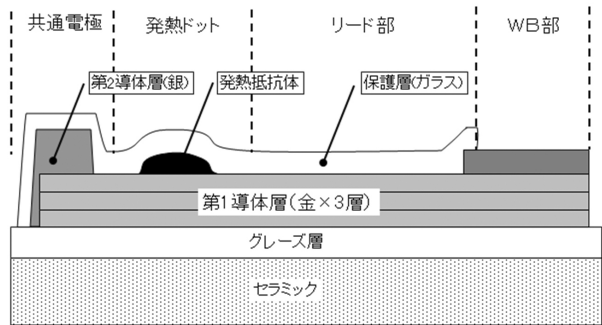 共通電極 発熱ドット リード部 WB部
第2導体層(銀) 発熱抵抗体 保護層(ガラス)
第1導体層(金×3層)
グレーズ層
セラミック